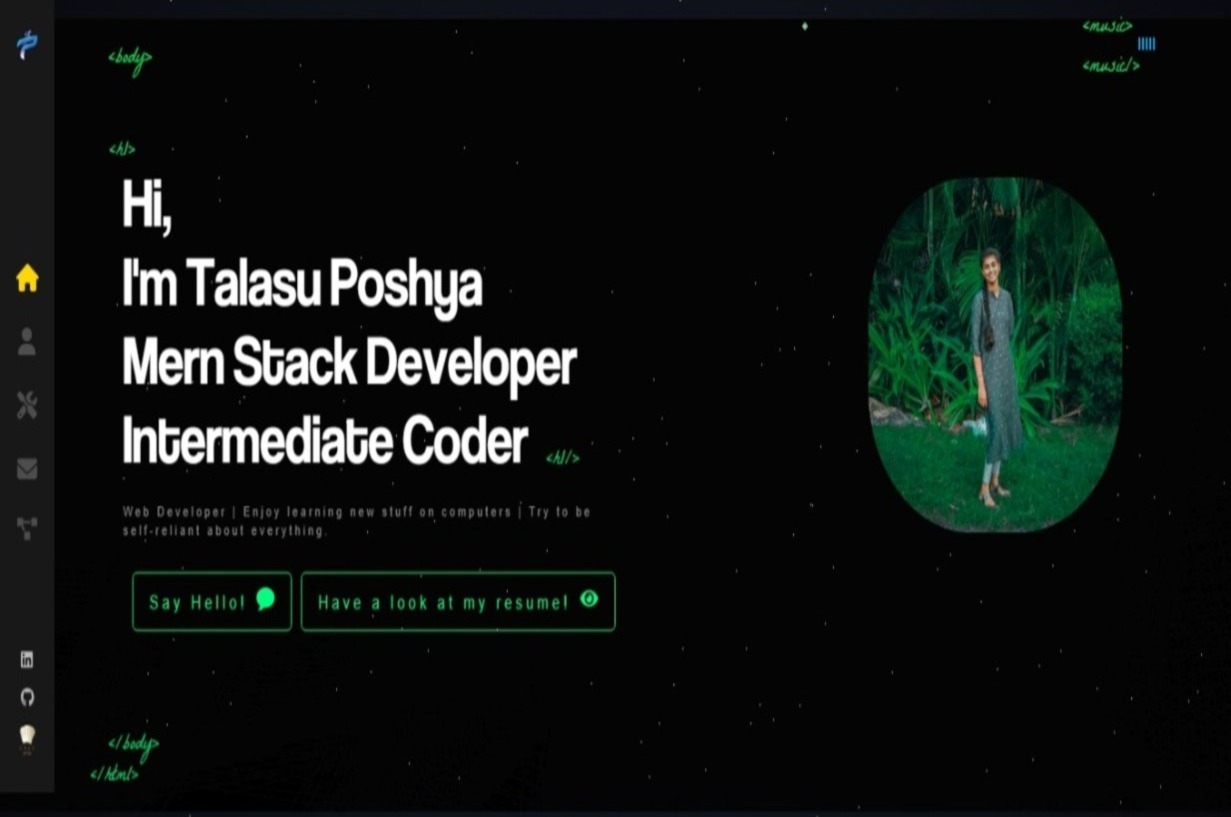 <body>
<music>
<music/>
<h1>
Hi,
I'm Talasu Poshya
Mern Stack Developer
Intermediate Coder
<h1/>
Web Developer | Enjoy learning new stuff on computers | Try to be
self-reliant about everything.
Say Hello!
Have a look at my resume!
</body>
</html>